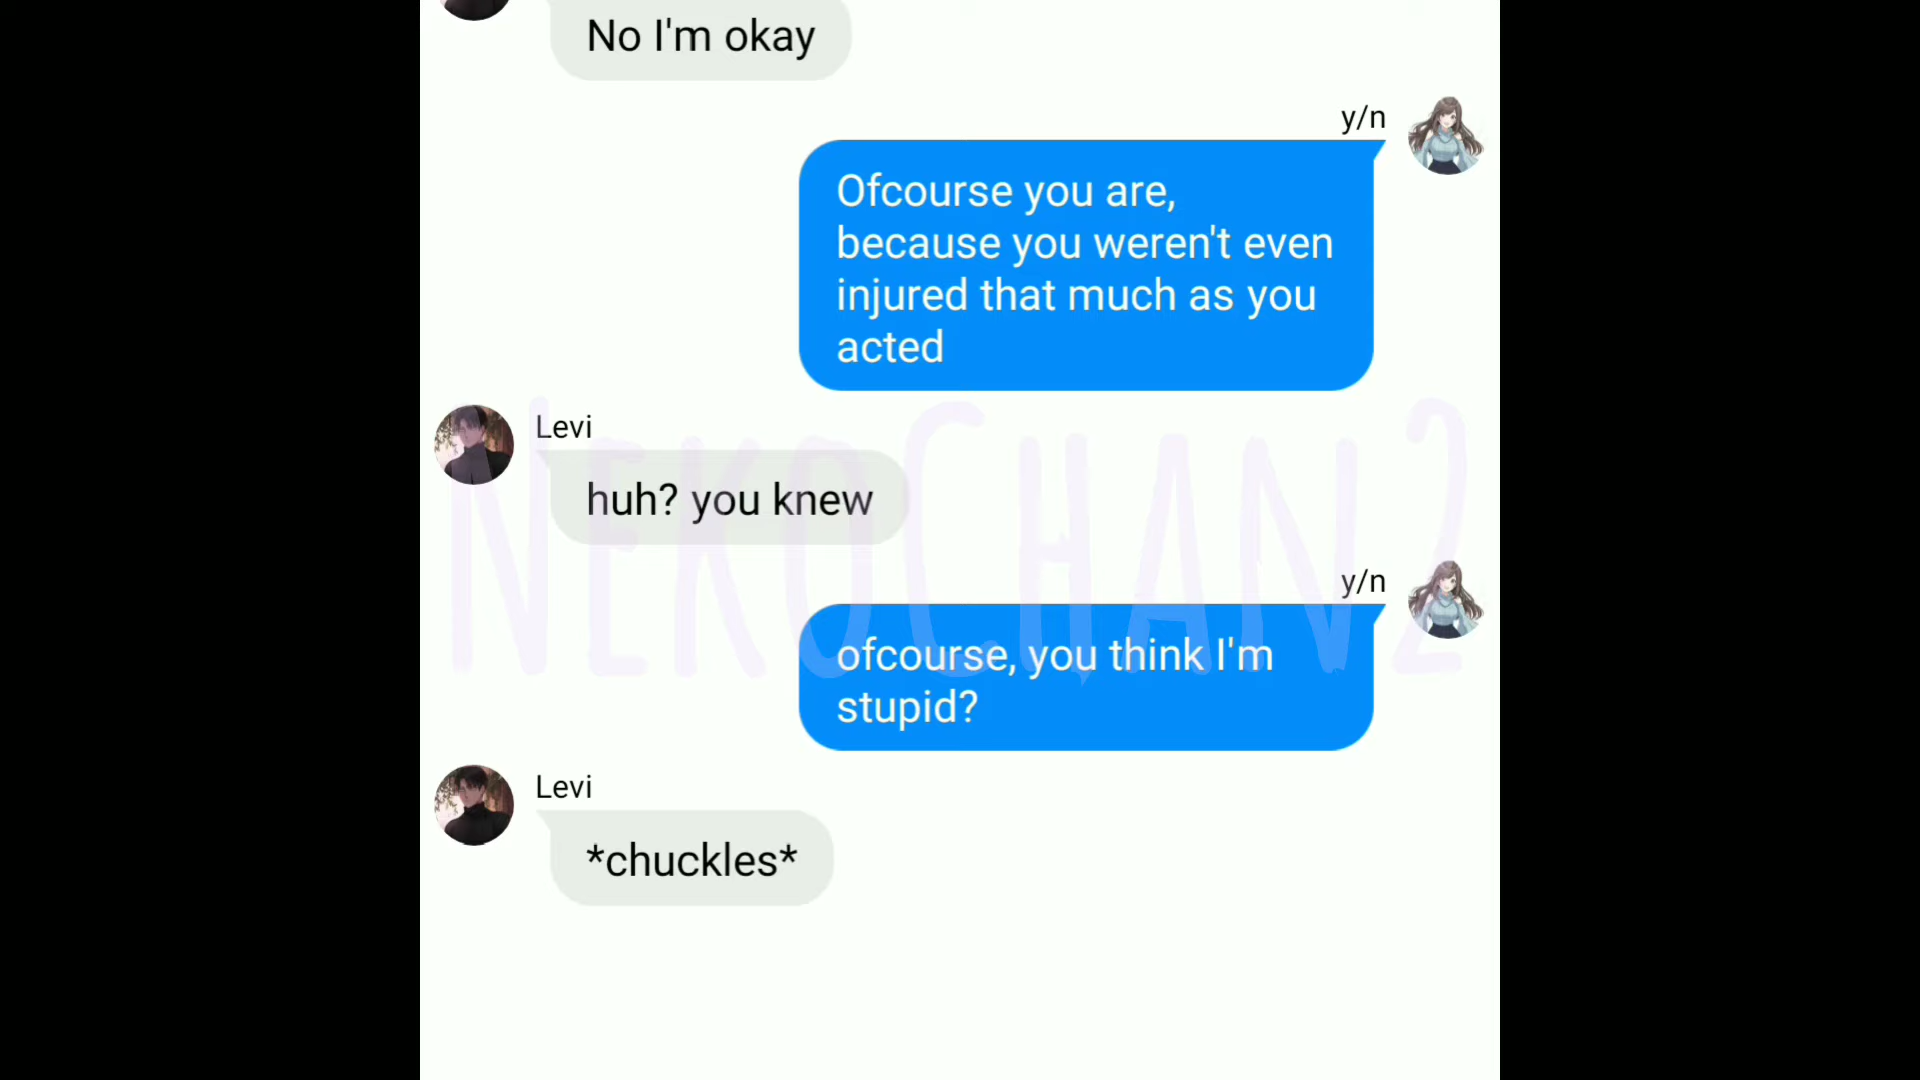 No I'm okay
y/n
Ofcourse you are,
because you weren't even
injured that much as you
acted
Levi
huh? you knew
NEKOCHAN2
y/n
ofcourse, you think I'm
stupid?
Levi
*chuckles*